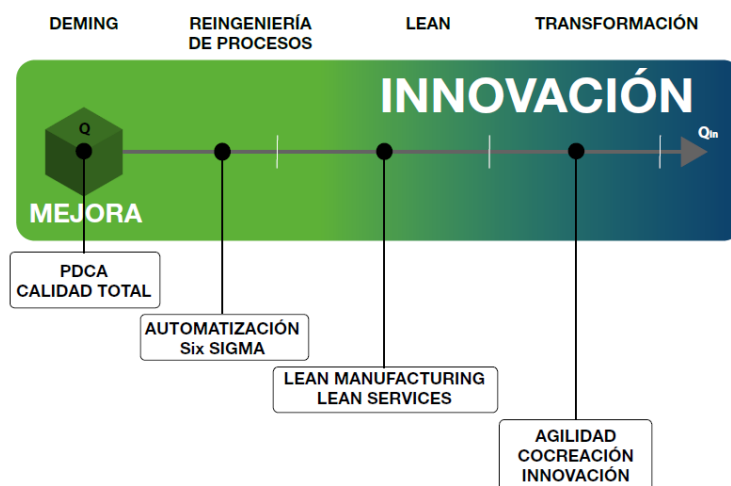 DEMING
REINGENIERÍA
DE PROCESOS
LEAN
TRANSFORMACIÓN
INNOVACIÓN
Q
Qin
MEJORA
PDCA
CALIDAD TOTAL
AUTOMATIZACIÓN
Six SIGMA
LEAN MANUFACTURING
LEAN SERVICES
AGILIDAD
COCREACIÓN
INNOVACIÓN